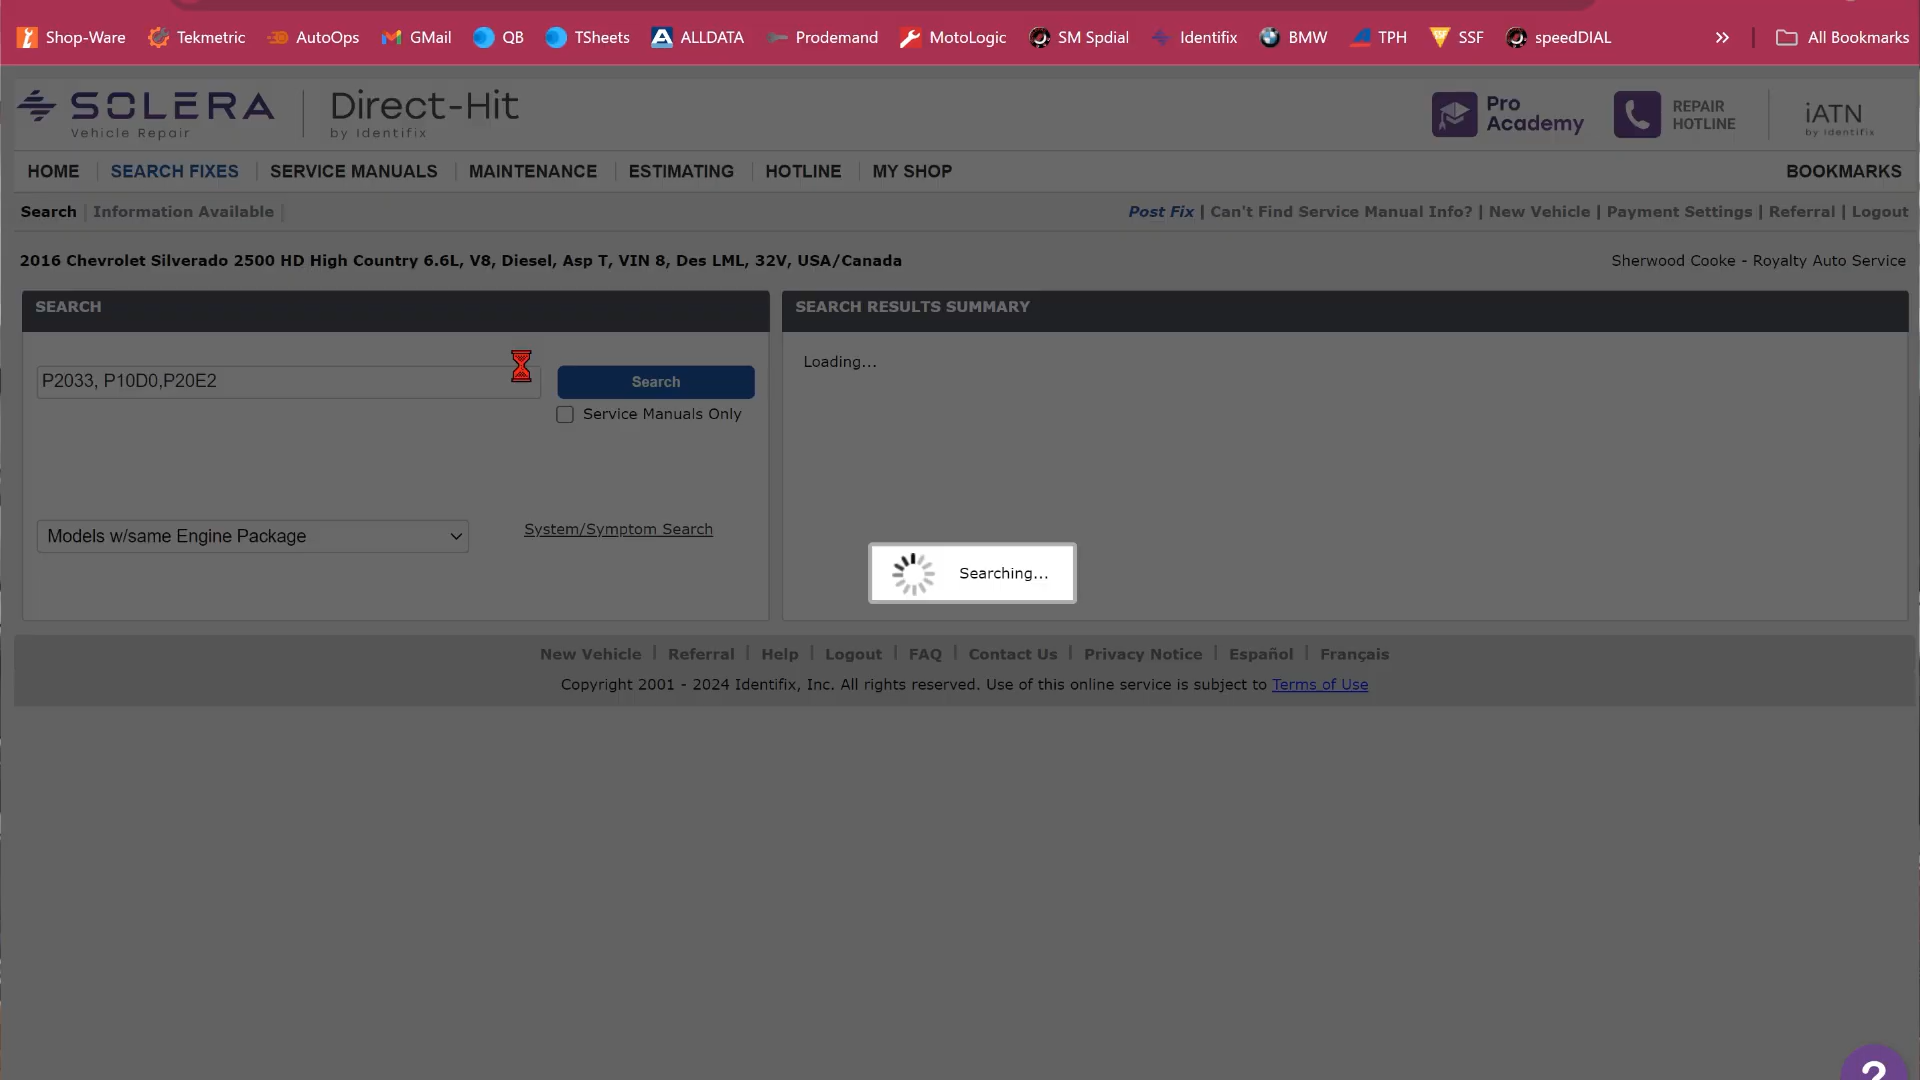 Shop-Ware Tekmetric AutoOps GMail QB TSheets ALLDATA Prodemand MotoLogic SM Spdial Identifix BMW TPH SSF speedDIAL » All Bookmarks
SOLERA
Vehicle Repair
Direct-Hit
by Identifix
Pro
Academy
REPAIR
HOTLINE
iATN
by Identifix
HOME SEARCH FIXES SERVICE MANUALS MAINTENANCE ESTIMATING HOTLINE MY SHOP BOOKMARKS
Search | Information Available |
Post Fix | Can't Find Service Manual Info? | New Vehicle | Payment Settings | Referral | Logout
2016 Chevrolet Silverado 2500 HD High Country 6.6L, V8, Diesel, Asp T, VIN 8, Des LML, 32V, USA/Canada
Sherwood Cooke - Royalty Auto Service
SEARCH
P2033, P10D0,P20E2
Search
Service Manuals Only
Models w/same Engine Package
System/Symptom Search
SEARCH RESULTS SUMMARY
Loading...
Searching...
New Vehicle | Referral | Help | Logout | FAQ | Contact Us | Privacy Notice | Español | Français
Copyright 2001 - 2024 Identifix, Inc. All rights reserved. Use of this online service is subject to Terms of Use
?